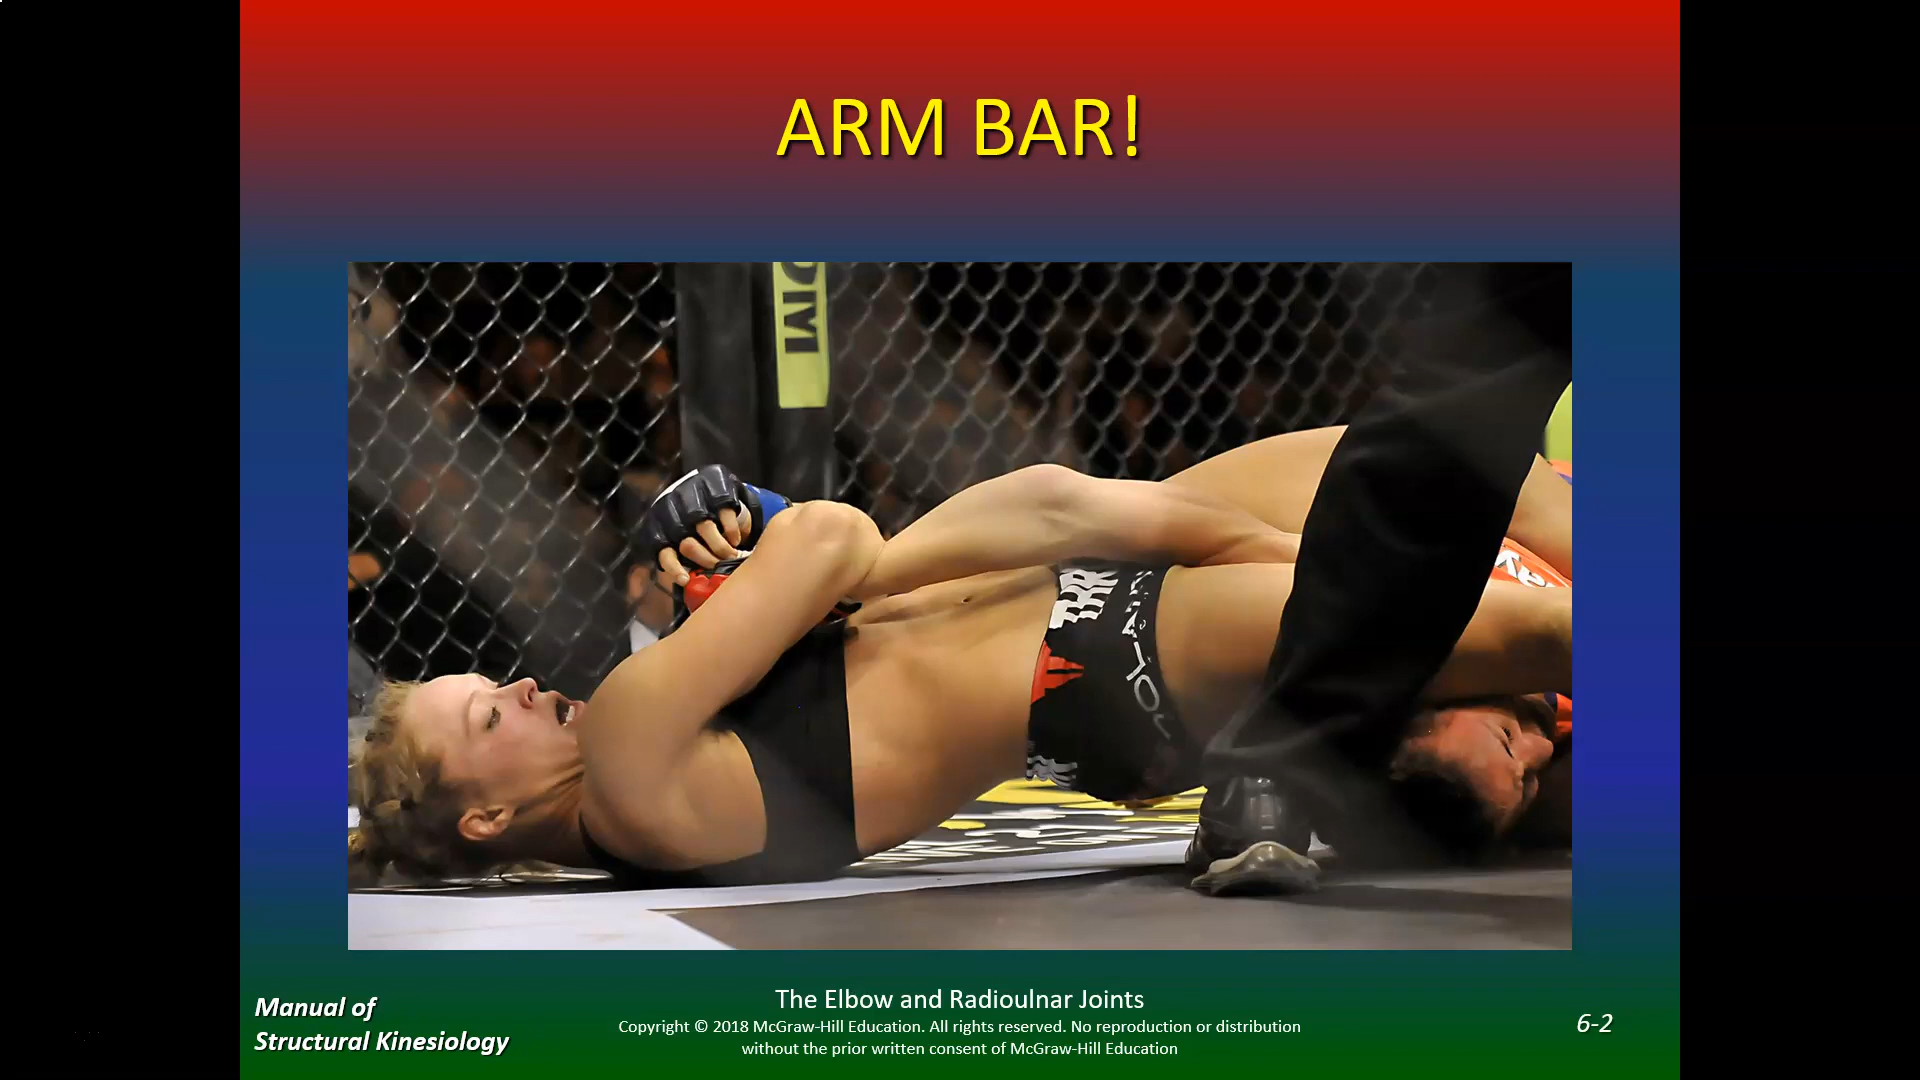 ARM BAR!
DM
Manual of
Structural Kinesiology
The Elbow and Radioulnar Joints
Copyright © 2018 McGraw-Hill Education. All rights reserved. No reproduction or distribution
without the prior written consent of McGraw-Hill Education
6-2